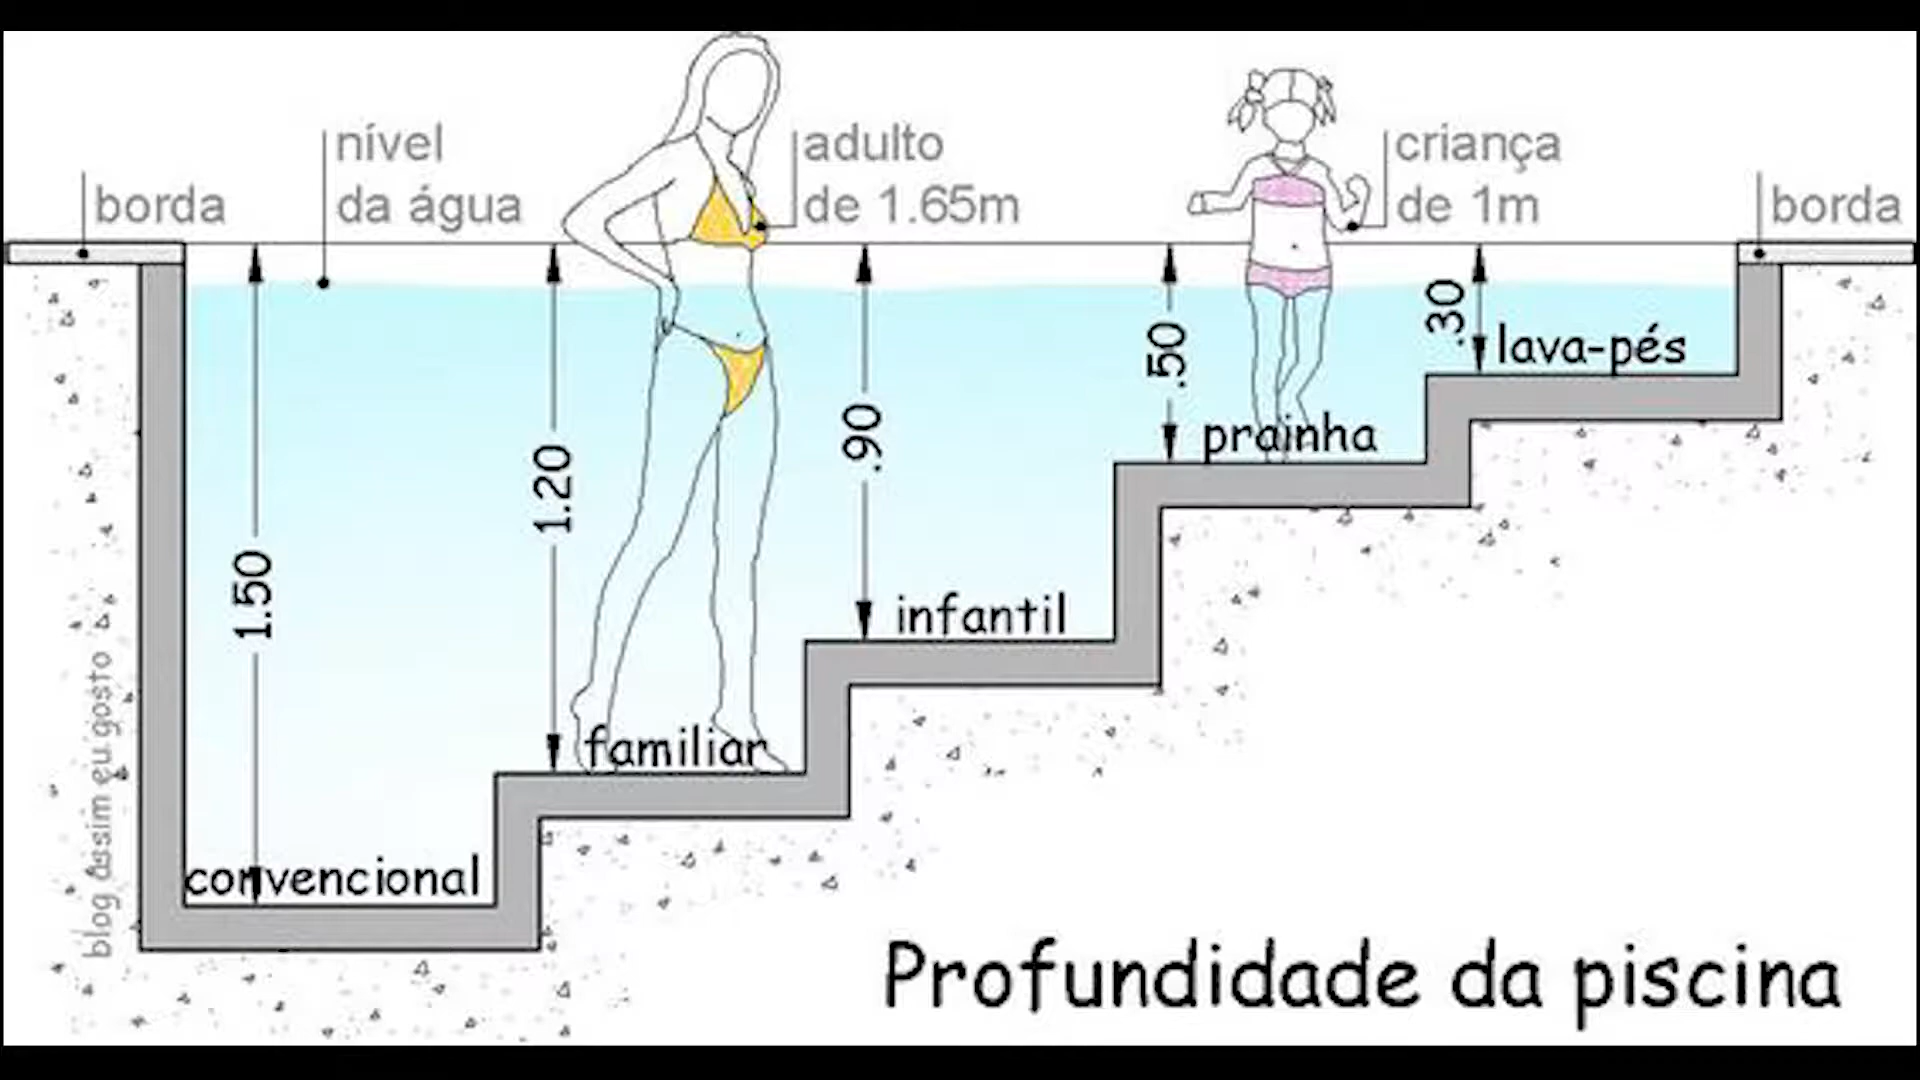 nível
da água
adulto
de 1.65m
criança
de 1m
borda
borda
1.50
1.20
.90
.50
.30
lava-pés
prainha
infantil
familiar
convencional
blog assim eu gosto
Profundidade da piscina